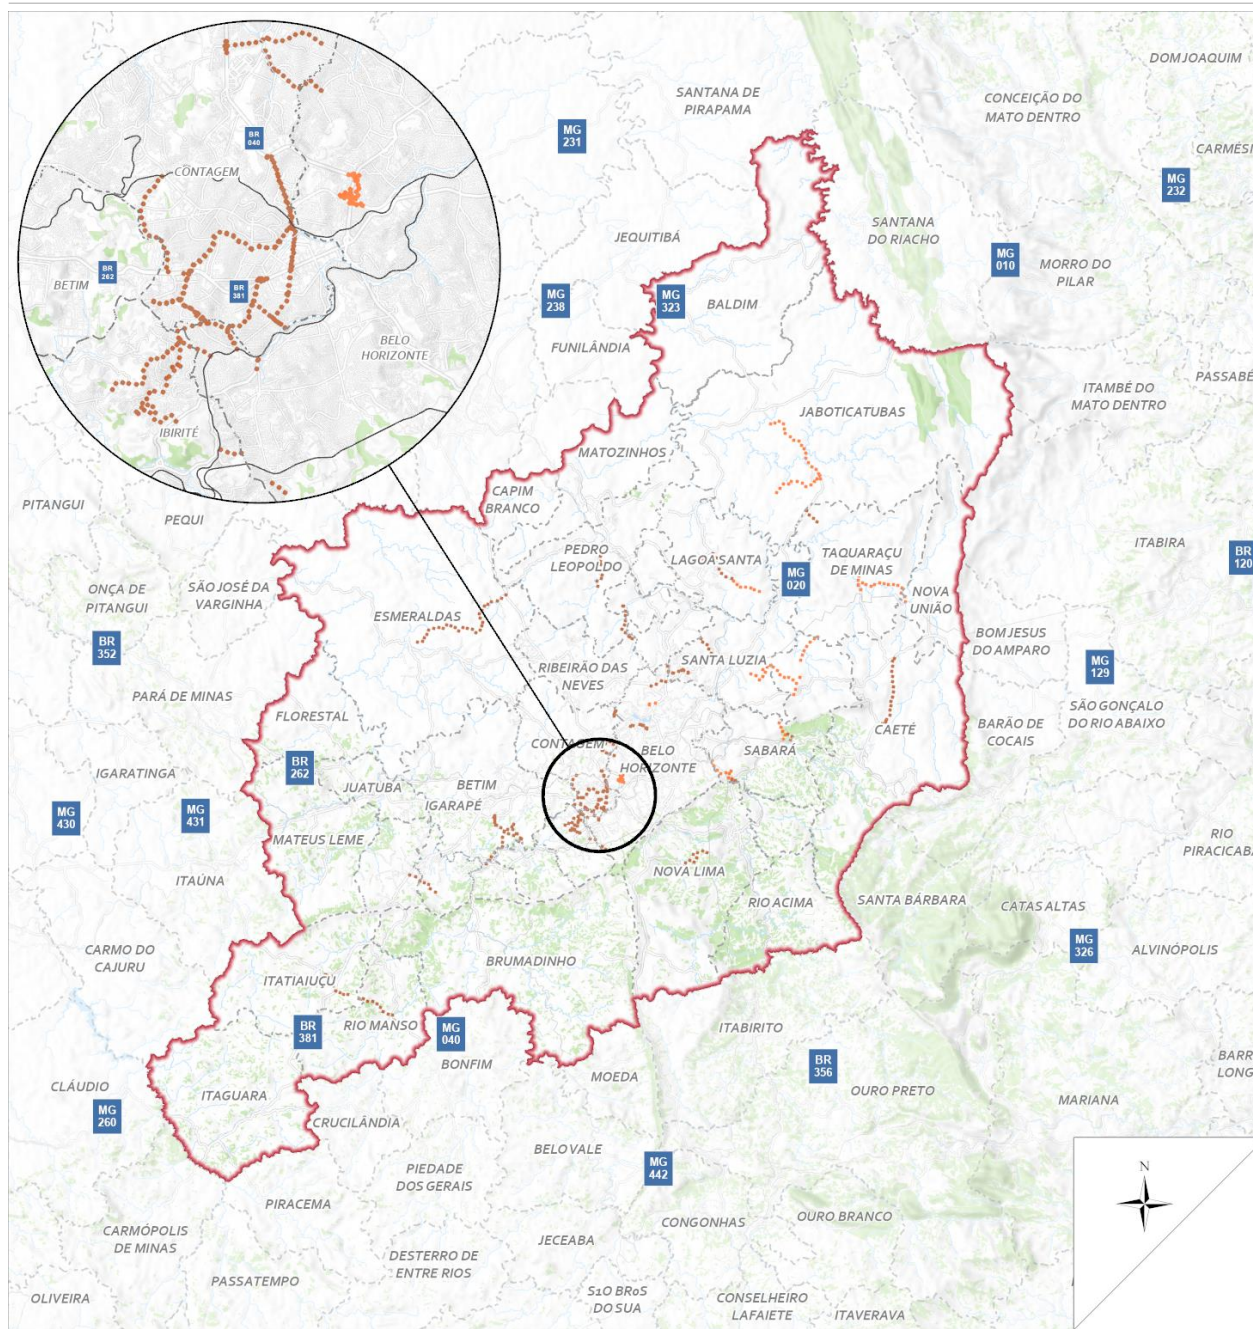 DOM JOAQUIM
SANTANA DE
PIRAPAMA
CONCEIÇÃO DO
MATO DENTRO
MG
231
BR
040
CARMÉSI
CONTAGEM
MG
232
SANTANA
DO RIACHO
JEQUITIBÁ
MG
010
MORRO DO
PILAR
BR
262
BETIM
BR
381
MG
238
MG
323
BALDIM
BELO
HORIZONTE
FUNILÂNDIA
PASSABÉ
ITAMBÉ DO
MATO DENTRO
JABOTICATUBAS
IBIRITÉ
MATOZINHOS
CAPIM
BRANCO
PITANGUI
PEQUI
ITABIRA
BR
120
PEDRO
LEOPOLDO
LAGOA SANTA
TAQUARAÇU
DE MINAS
MG
020
ONÇA DE
PITANGUI
SÃO JOSÉ DA
VARGINHA
NOVA
UNIÃO
ESMERALDAS
BOM JESUS
DO AMPARO
BR
352
SANTA LUZIA
MG
129
RIBEIRÃO DAS
NEVES
PARÁ DE MINAS
SÃO GONÇALO
DO RIO ABAIXO
FLORESTAL
CAETÉ
BARÃO DE
COCAIS
CONTAGEM
BELO
HORIZONTE
SABARÁ
BR
262
IGARATINGA
JUATUBA
BETIM
IGARAPÉ
MG
430
MG
431
MATEUS LEME
RIO
PIRACICABA
ITAÚNA
NOVA LIMA
RIO ACIMA
SANTA BÁRBARA
CATAS ALTAS
CARMO DO
CAJURU
MG
326
ALVINÓPOLIS
BRUMADINHO
ITATIAIUÇU
BR
381
RIO MANSO
MG
040
ITABIRITO
BONFIM
BR
356
BARR
LONG
MOEDA
CLÁUDIO
ITAGUARA
OURO PRETO
MG
260
MARIANA
CRUCILÂNDIA
BELO VALE
MG
442
N
PIEDADE
DOS GERAIS
PIRACEMA
OURO BRANCO
CONGONHAS
CARMÓPOLIS
DE MINAS
JECEABA
DESTERRO DE
ENTRE RIOS
PASSATEMPO
OLIVEIRA
S1O BR0S
DO SUA
CONSELHEIRO
LAFAIETE
ITAVERAVA